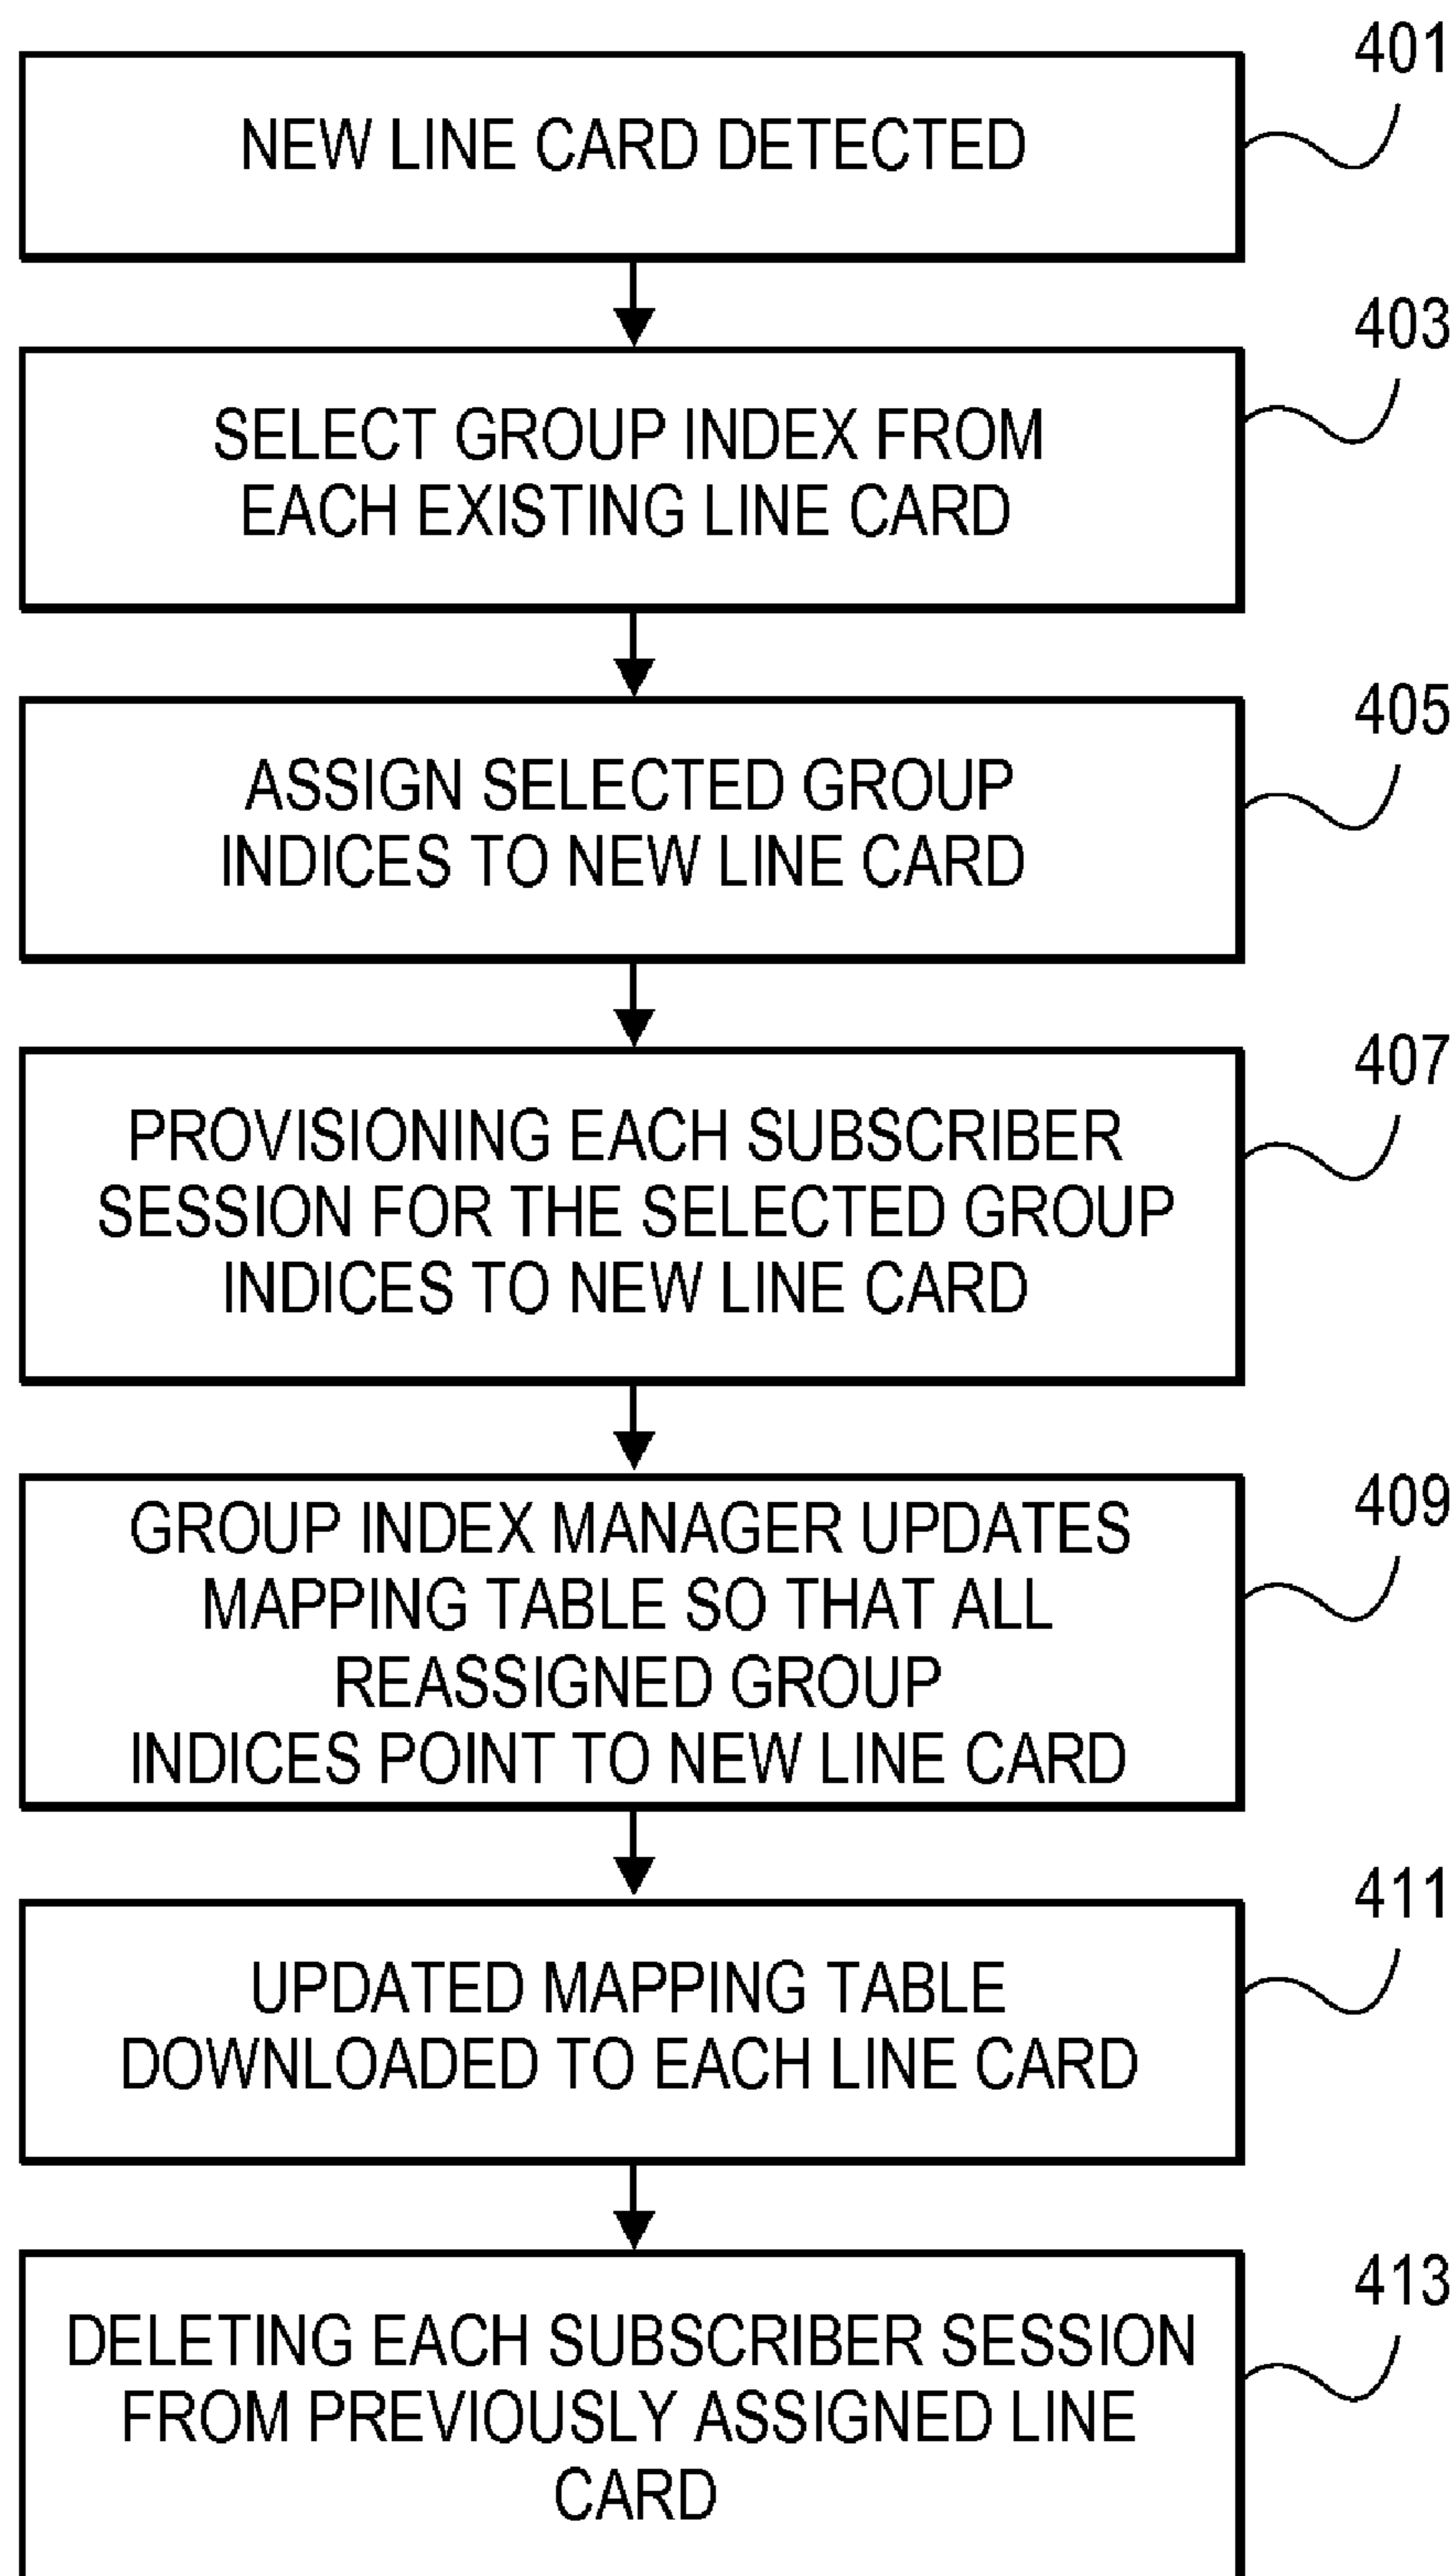 401
NEW LINE CARD DETECTED
403
SELECT GROUP INDEX FROM
EACH EXISTING LINE CARD
405
ASSIGN SELECTED GROUP
INDICES TO NEW LINE CARD
407
PROVISIONING EACH SUBSCRIBER
SESSION FOR THE SELECTED GROUP
INDICES TO NEW LINE CARD
409
GROUP INDEX MANAGER UPDATES
MAPPING TABLE SO THAT ALL
REASSIGNED GROUP
INDICES POINT TO NEW LINE CARD
411
UPDATED MAPPING TABLE
DOWNLOADED TO EACH LINE CARD
413
DELETING EACH SUBSCRIBER SESSION
FROM PREVIOUSLY ASSIGNED LINE
CARD